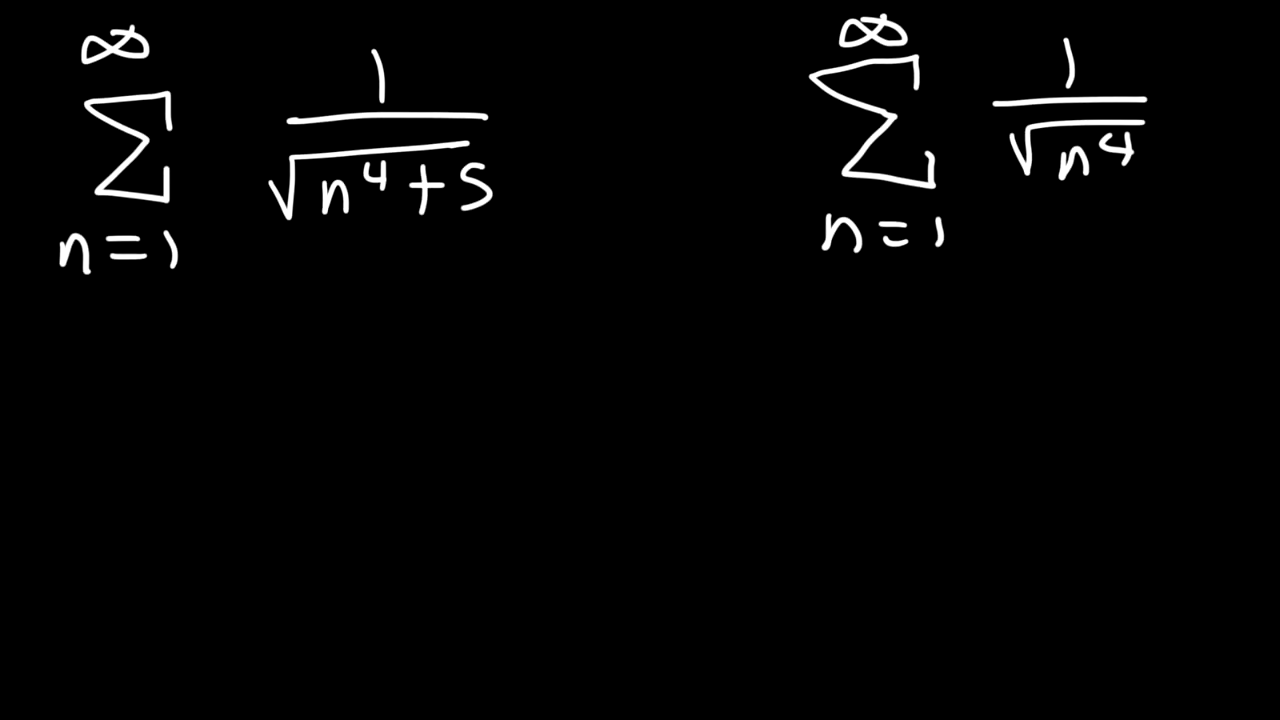 ∞ ∞
∑ 1/√(n⁴+5) ∑ 1/√(n⁴)
n=1 n=1